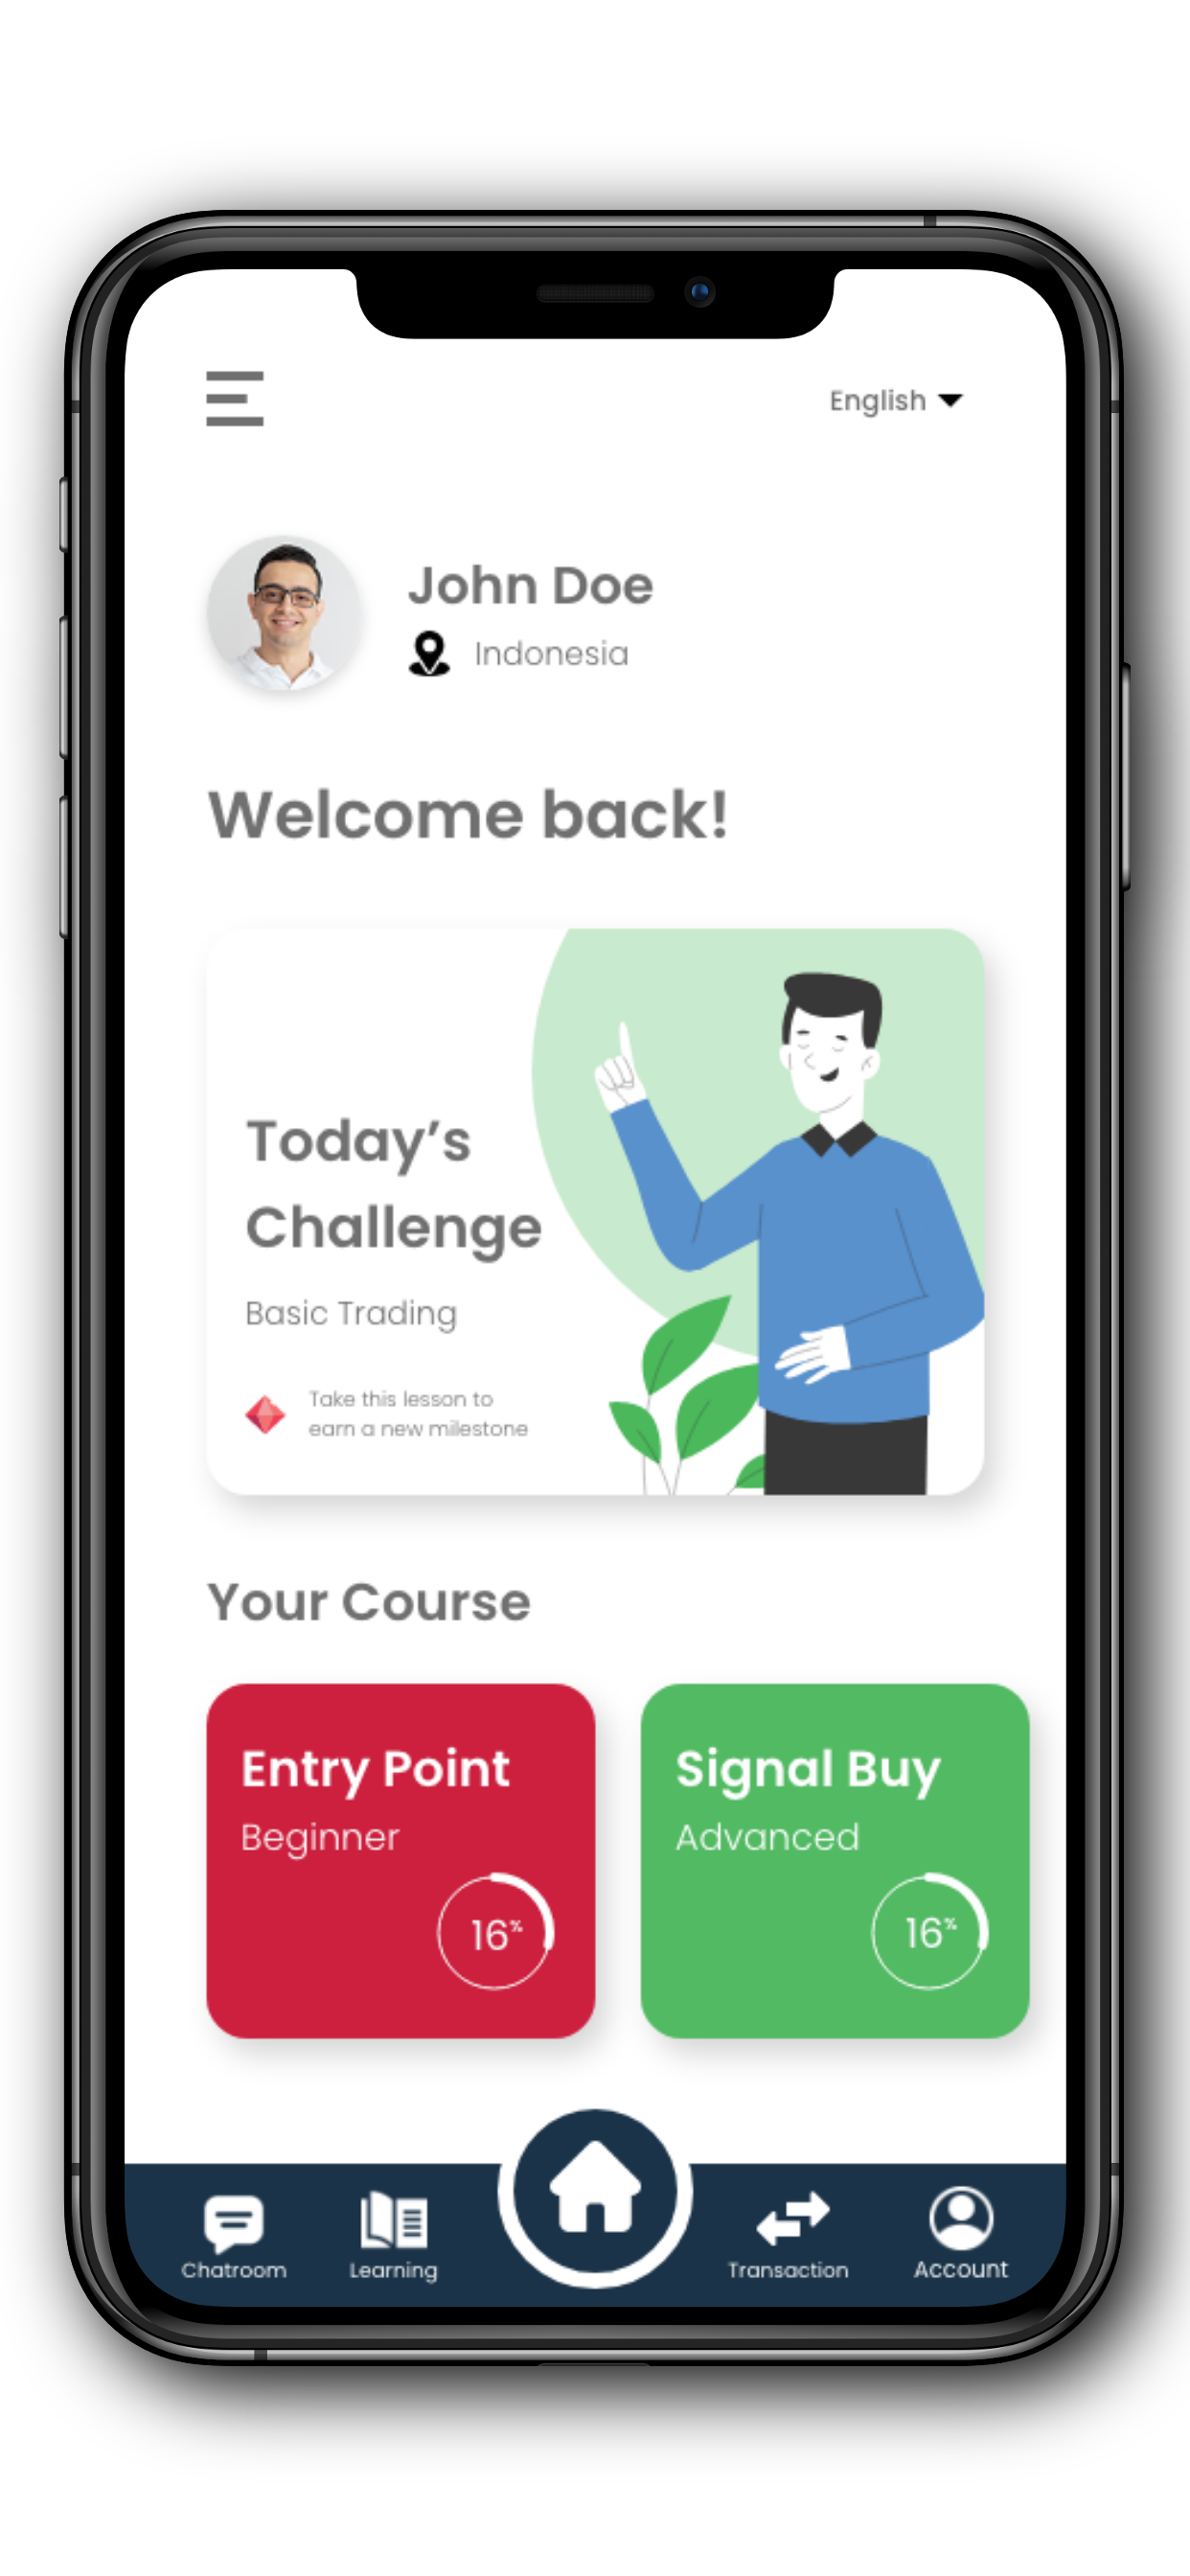 English
John Doe
Indonesia
Welcome back!
Today’s
Challenge
Basic Trading
Take this lesson to
earn a new milestone
Your Course
Entry Point
Beginner
16%
Signal Buy
Advanced
16%
Chatroom
Learning
Transaction
Account